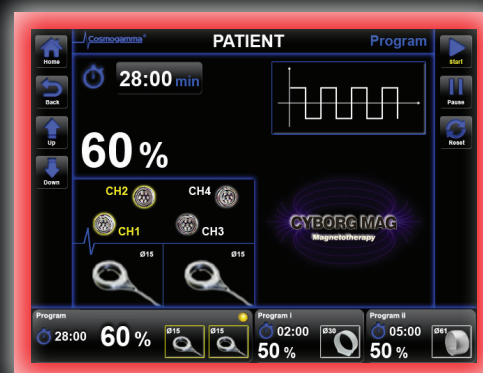 Cosmogamma®
PATIENT
Program
Home
Back
Up
Down
28:00 min
60 %
CH2
CH4
CH1
CH3
Ø15
Ø15
CYBORG MAG
Magnetotherapy
Start
Pause
Reset
Program
28:00
60 %
Ø15
Ø15
Program i
02:00
50 %
Ø30
Program ii
05:00
50 %
Ø61